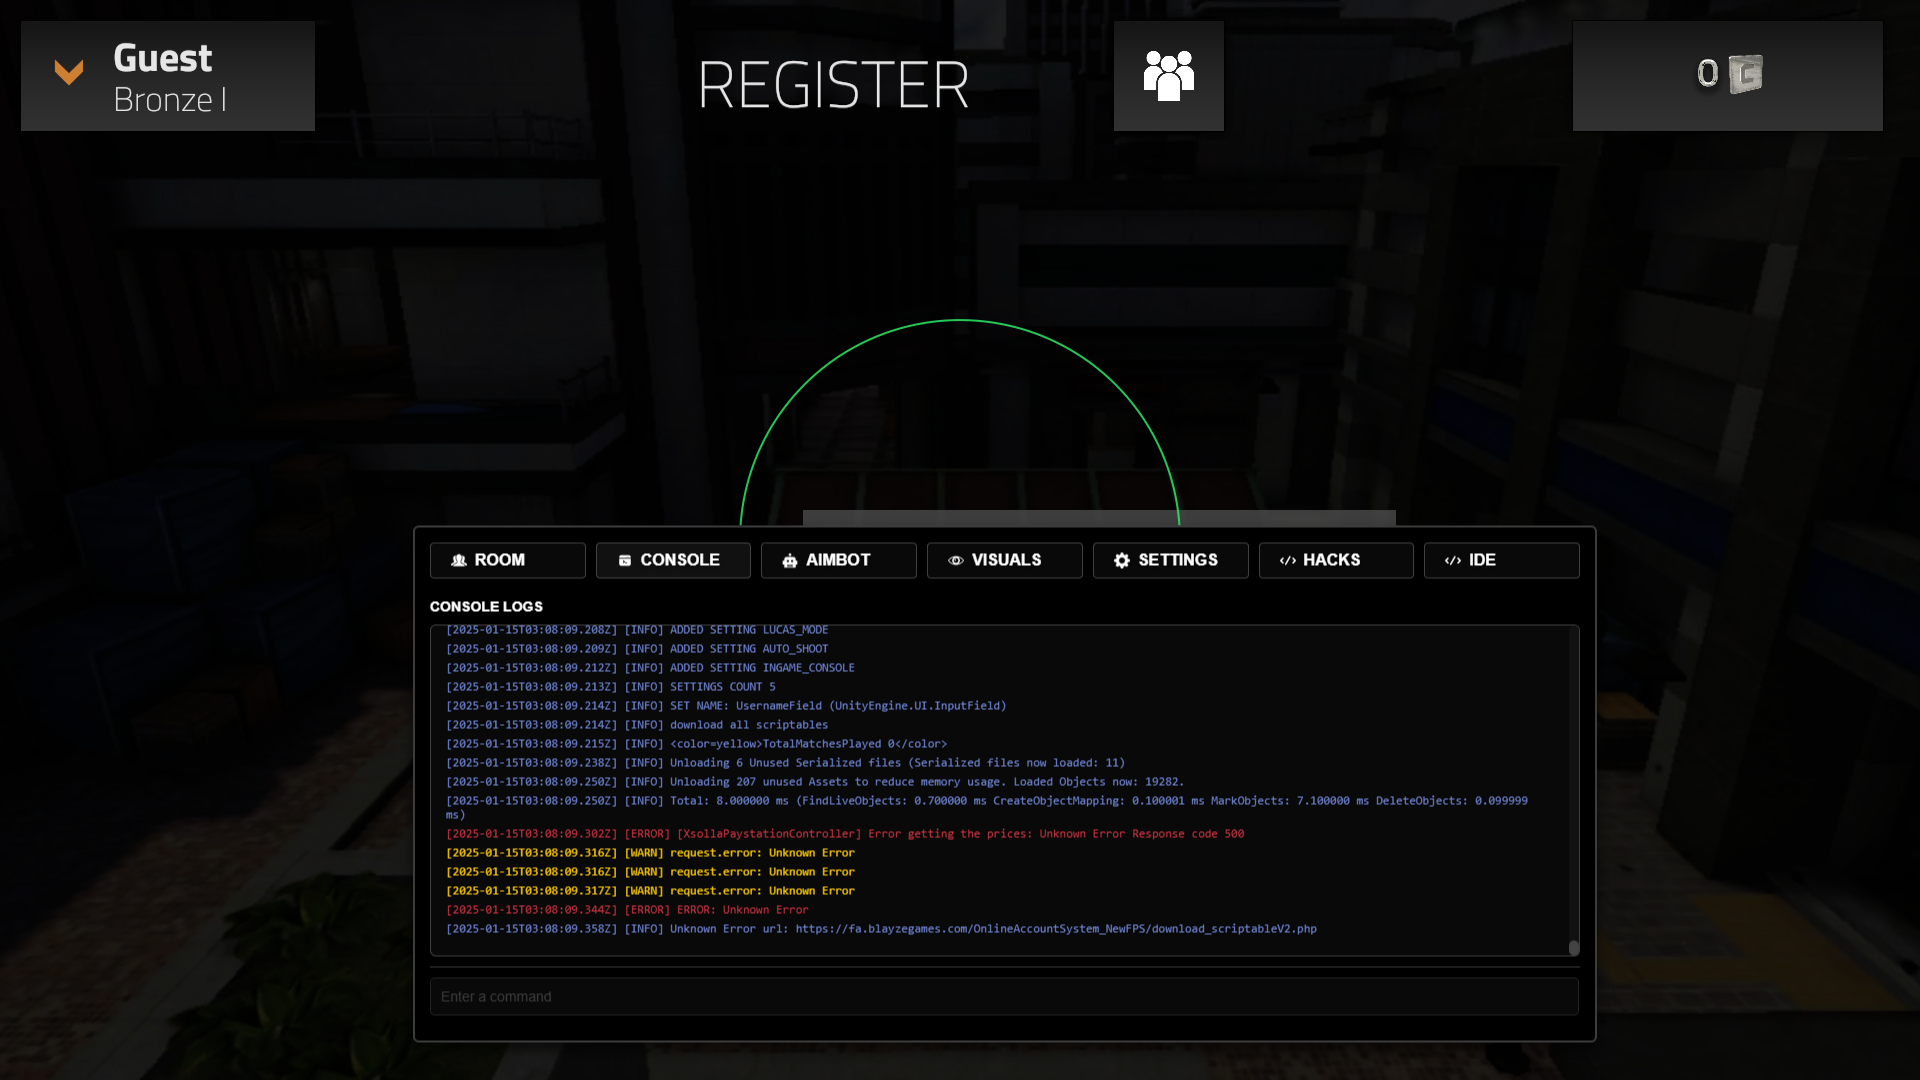 Guest
Bronze I
REGISTER
0
ROOM
CONSOLE
AIMBOT
VISUALS
SETTINGS
HACKS
IDE
CONSOLE LOGS
[2025-01-15T03:08:09.208Z] [INFO] ADDED SETTING LUCAS_MODE
[2025-01-15T03:08:09.209Z] [INFO] ADDED SETTING AUTO_SHOOT
[2025-01-15T03:08:09.212Z] [INFO] ADDED SETTING INGAME_CONSOLE
[2025-01-15T03:08:09.213Z] [INFO] SETTINGS COUNT 5
[2025-01-15T03:08:09.214Z] [INFO] SET NAME: UsernameField (UnityEngine.UI.InputField)
[2025-01-15T03:08:09.214Z] [INFO] download all scriptables
[2025-01-15T03:08:09.215Z] [INFO] <color=yellow>TotalMatchesPlayed 0</color>
[2025-01-15T03:08:09.238Z] [INFO] Unloading 6 Unused Serialized files (Serialized files now loaded: 11)
[2025-01-15T03:08:09.250Z] [INFO] Unloading 207 unused Assets to reduce memory usage. Loaded Objects now: 19282.
[2025-01-15T03:08:09.250Z] [INFO] Total: 8.000000 ms (FindLiveObjects: 0.700000 ms CreateObjectMapping: 0.100001 ms MarkObjects: 7.100000 ms DeleteObjects: 0.099999
ms)
[2025-01-15T03:08:09.302Z] [ERROR] [XsollaPaystationController] Error getting the prices: Unknown Error Response code 500
[2025-01-15T03:08:09.316Z] [WARN] request.error: Unknown Error
[2025-01-15T03:08:09.316Z] [WARN] request.error: Unknown Error
[2025-01-15T03:08:09.317Z] [WARN] request.error: Unknown Error
[2025-01-15T03:08:09.344Z] [ERROR] ERROR: Unknown Error
[2025-01-15T03:08:09.358Z] [INFO] Unknown Error url: https://fa.blayzegames.com/OnlineAccountSystem_NewFPS/download_scriptableV2.php
Enter a command